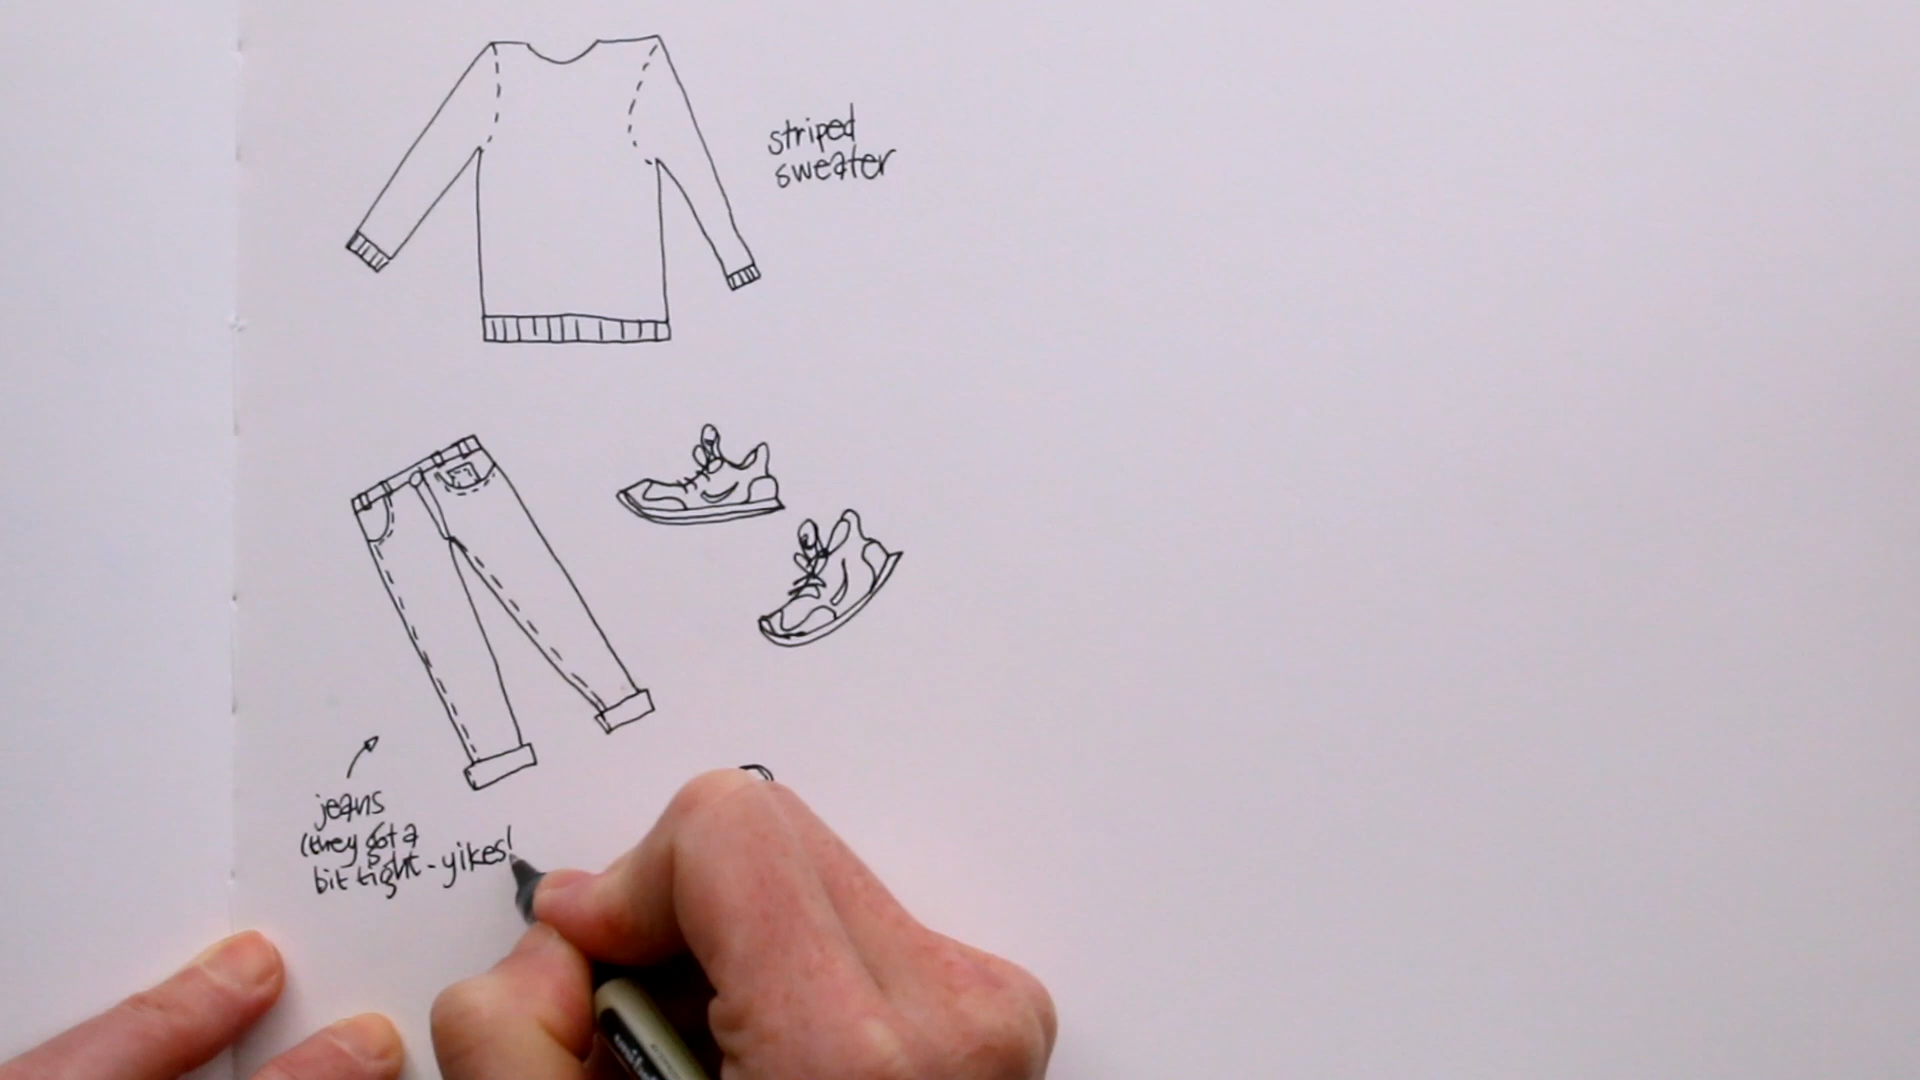 striped
sweater
jeans
(they got a
bit tight - yikes!